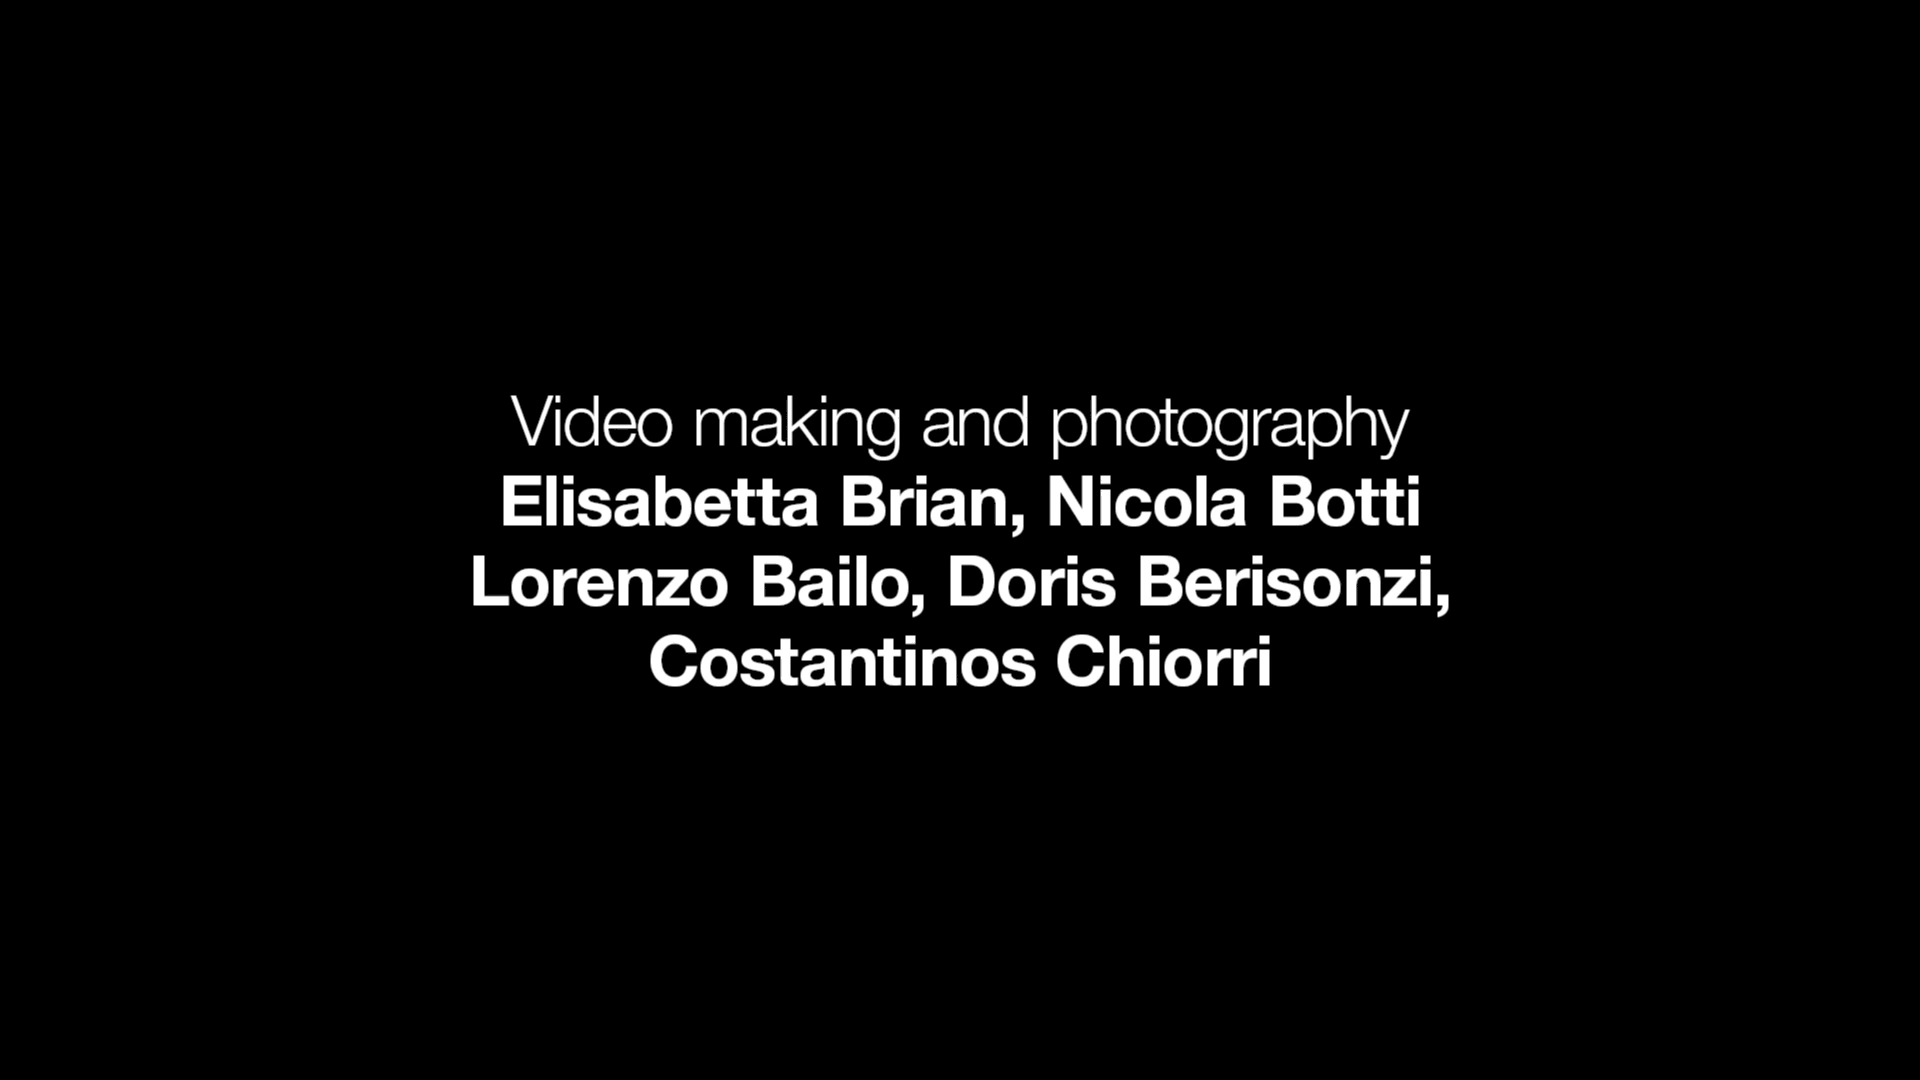 Video making and photography
Elisabetta Brian, Nicola Botti
Lorenzo Bailo, Doris Berisonzi,
Costantinos Chiorri